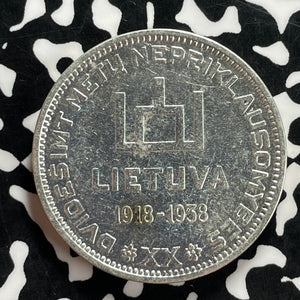 DVIDEŠIMT METŲ NEPRIKLAUSOMYBĖS
LIETUVA
1918-1938
XX